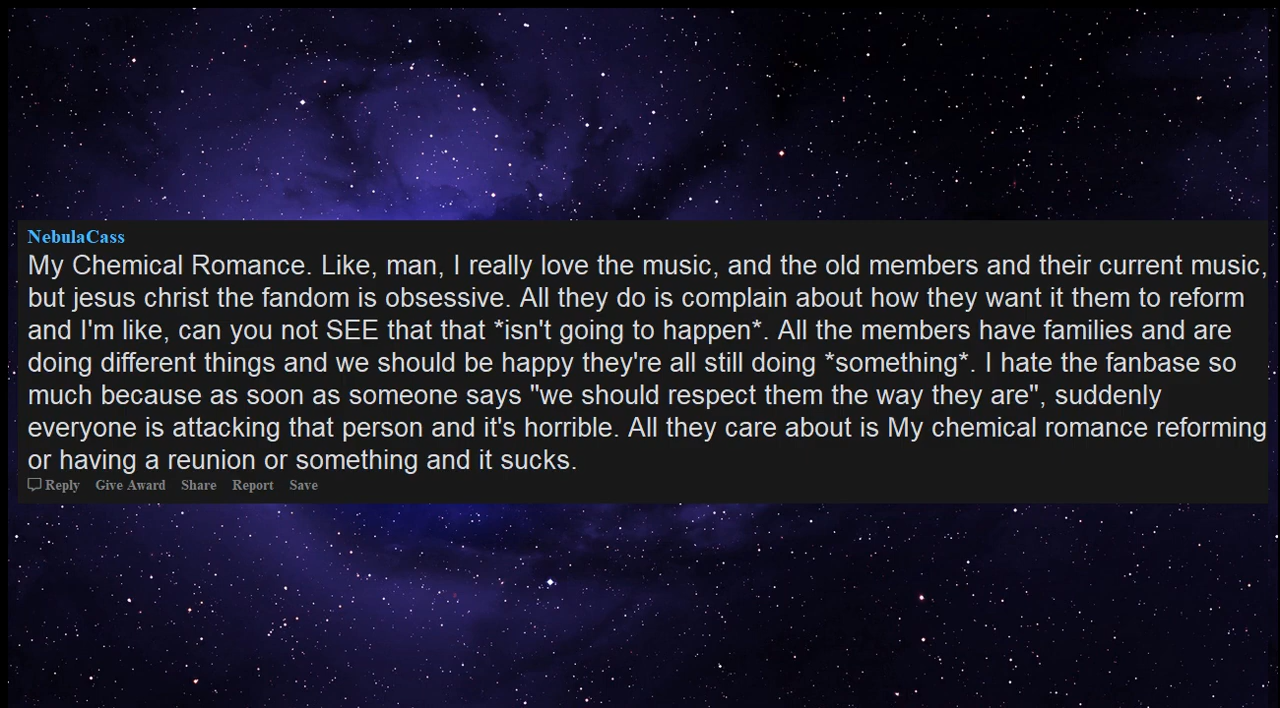 NebulaCass
My Chemical Romance. Like, man, I really love the music, and the old members and their current music,
but jesus christ the fandom is obsessive. All they do is complain about how they want it them to reform
and I'm like, can you not SEE that that *isn't going to happen*. All the members have families and are
doing different things and we should be happy they're all still doing *something*. I hate the fanbase so
much because as soon as someone says "we should respect them the way they are", suddenly
everyone is attacking that person and it's horrible. All they care about is My chemical romance reforming
or having a reunion or something and it sucks.
Reply Give Award Share Report Save